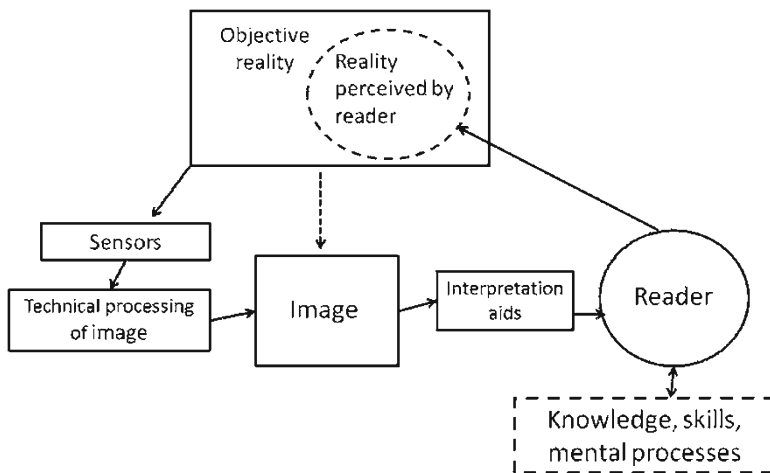 Objective
reality
Reality
perceived by
reader
Sensors
Technical processing
of image
Image
Interpretation
aids
Reader
Knowledge, skills,
mental processes